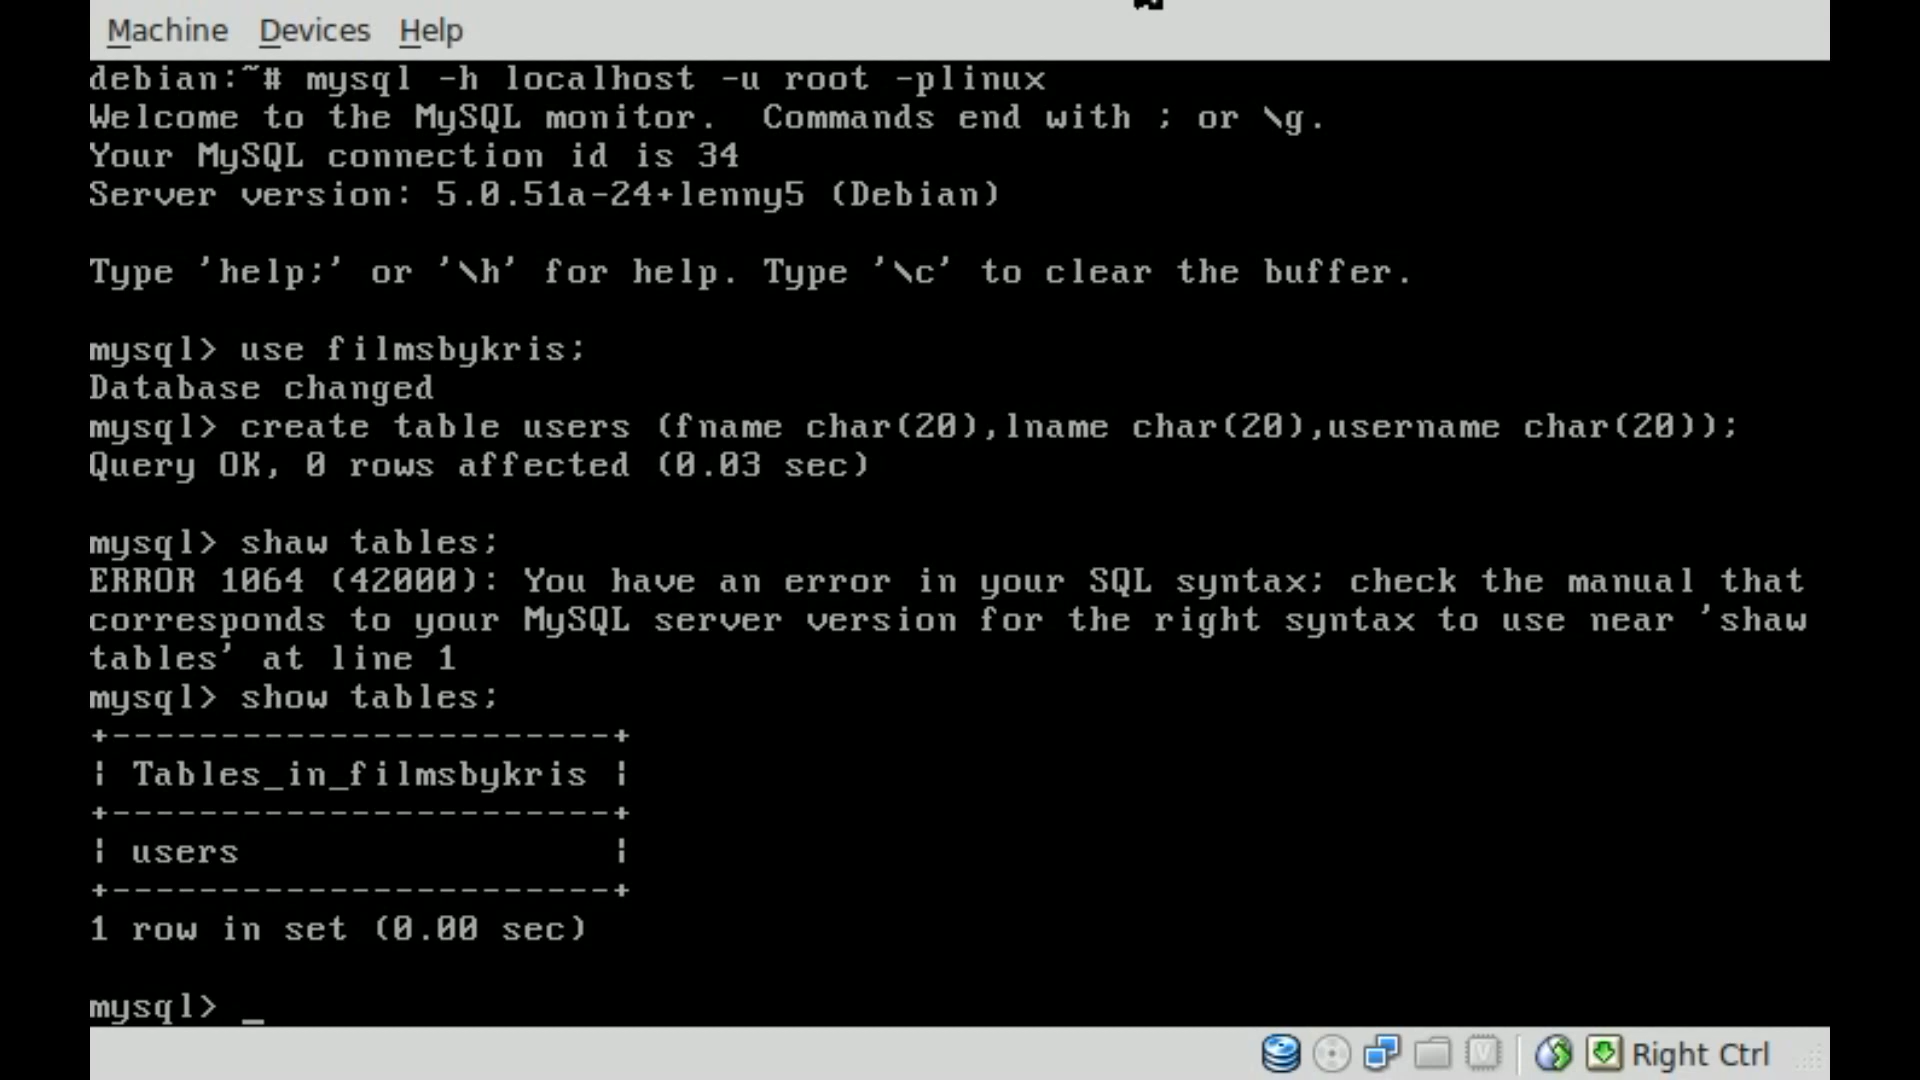 Machine Devices Help
debian:~# mysql -h localhost -u root -plinux
Welcome to the MySQL monitor.  Commands end with ; or \g.
Your MySQL connection id is 34
Server version: 5.0.51a-24+lenny5 (Debian)
Type 'help;' or '\h' for help. Type '\c' to clear the buffer.
mysql> use filmsbykris;
Database changed
mysql> create table users (fname char(20),lname char(20),username char(20));
Query OK, 0 rows affected (0.03 sec)
mysql> shaw tables;
ERROR 1064 (42000): You have an error in your SQL syntax; check the manual that
corresponds to your MySQL server version for the right syntax to use near 'shaw
tables' at line 1
mysql> show tables;
+-----------------------+
| Tables_in_filmsbykris |
+-----------------------+
| users                 |
+-----------------------+
1 row in set (0.00 sec)
mysql> _
Right Ctrl